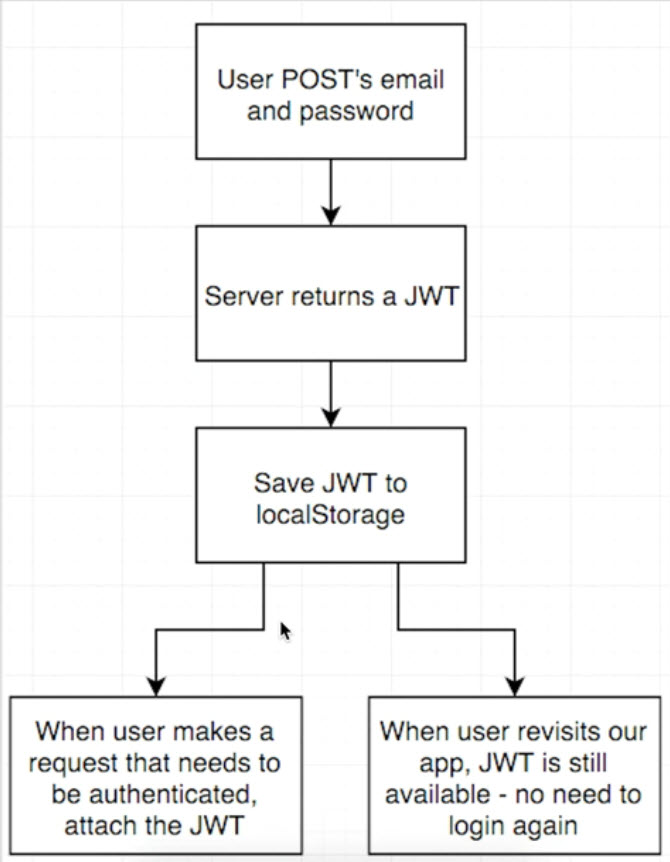 User POST's email
and password
Server returns a JWT
Save JWT to
localStorage
When user makes a
request that needs to
be authenticated,
attach the JWT
When user revisits our
app, JWT is still
available - no need to
login again